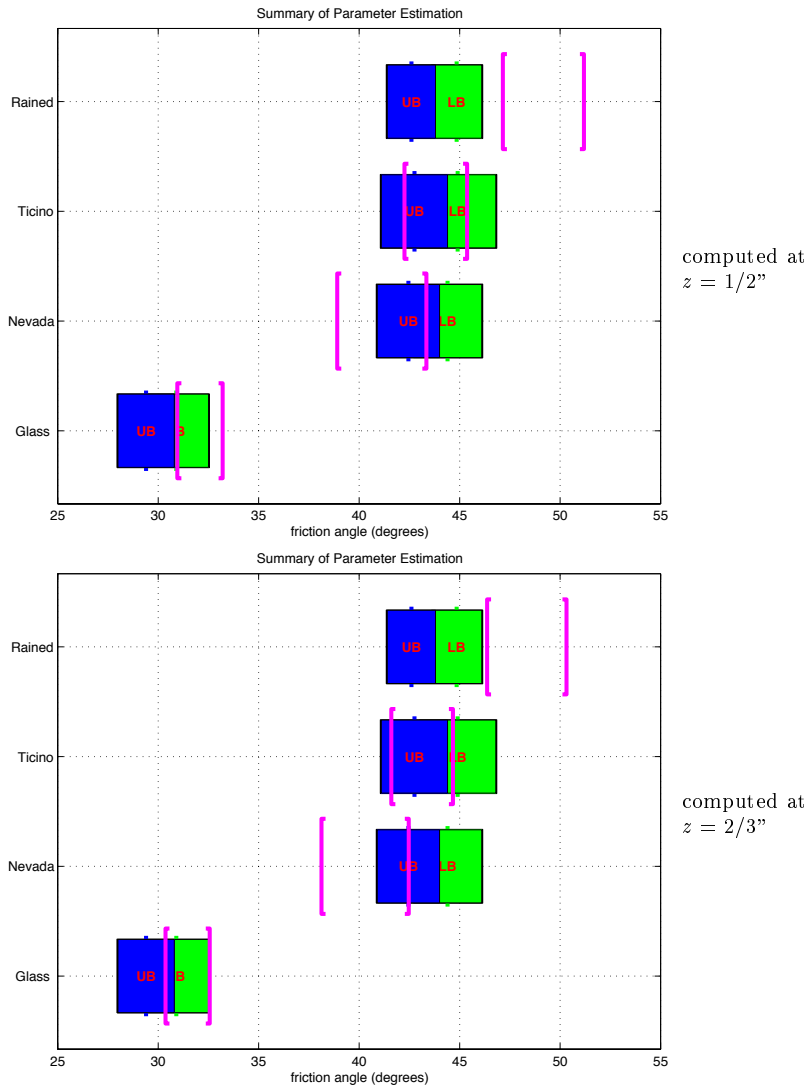 Summary of Parameter Estimation
Rained
UB
LB
Ticino
UB
LB
Nevada
UB
LB
Glass
UB
B
25 30 35 40 45 50 55
friction angle (degrees)
computed at
z = 1/2"
Summary of Parameter Estimation
Rained
UB
LB
Ticino
UB
LB
Nevada
UB
LB
Glass
UB
B
25 30 35 40 45 50 55
friction angle (degrees)
computed at
z = 2/3"